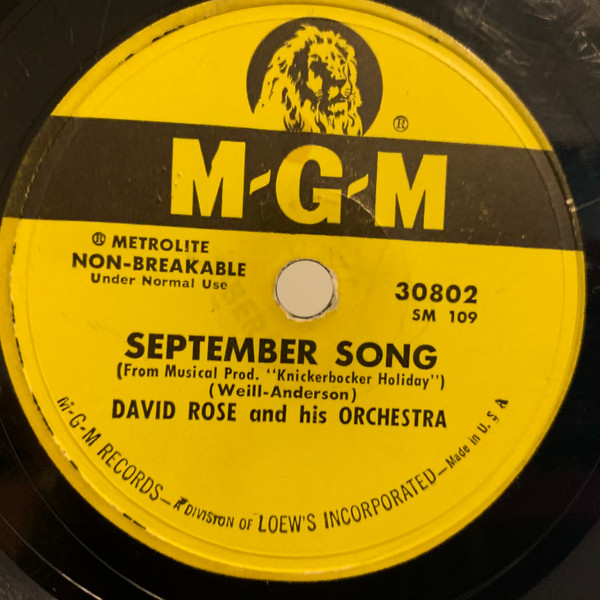 ®
M-G-M
® METROLITE
NON-BREAKABLE
Under Normal Use
30802
SM 109
SEPTEMBER SONG
(From Musical Prod. "Knickerbocker Holiday")
(Weill-Anderson)
DAVID ROSE and his ORCHESTRA
M-G-M RECORDS—A DIVISION OF LOEW'S INCORPORATED—Made in U. S. A